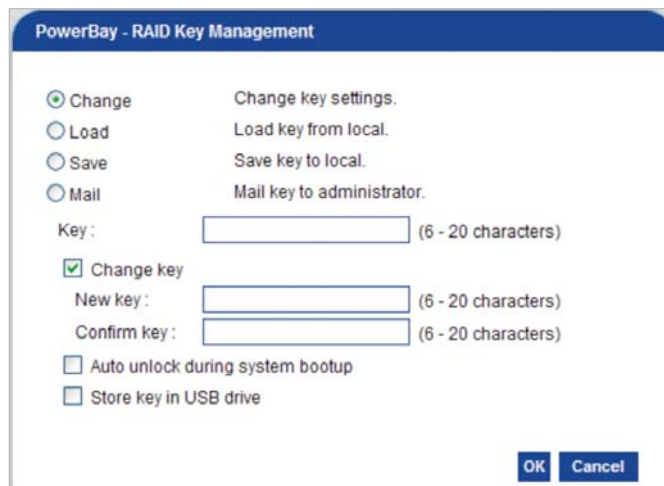 PowerBay - RAID Key Management
Change Change key settings.
Load Load key from local.
Save Save key to local.
Mail Mail key to administrator.
Key : (6 - 20 characters)
Change key
New key : (6 - 20 characters)
Confirm key : (6 - 20 characters)
Auto unlock during system bootup
Store key in USB drive
OK Cancel